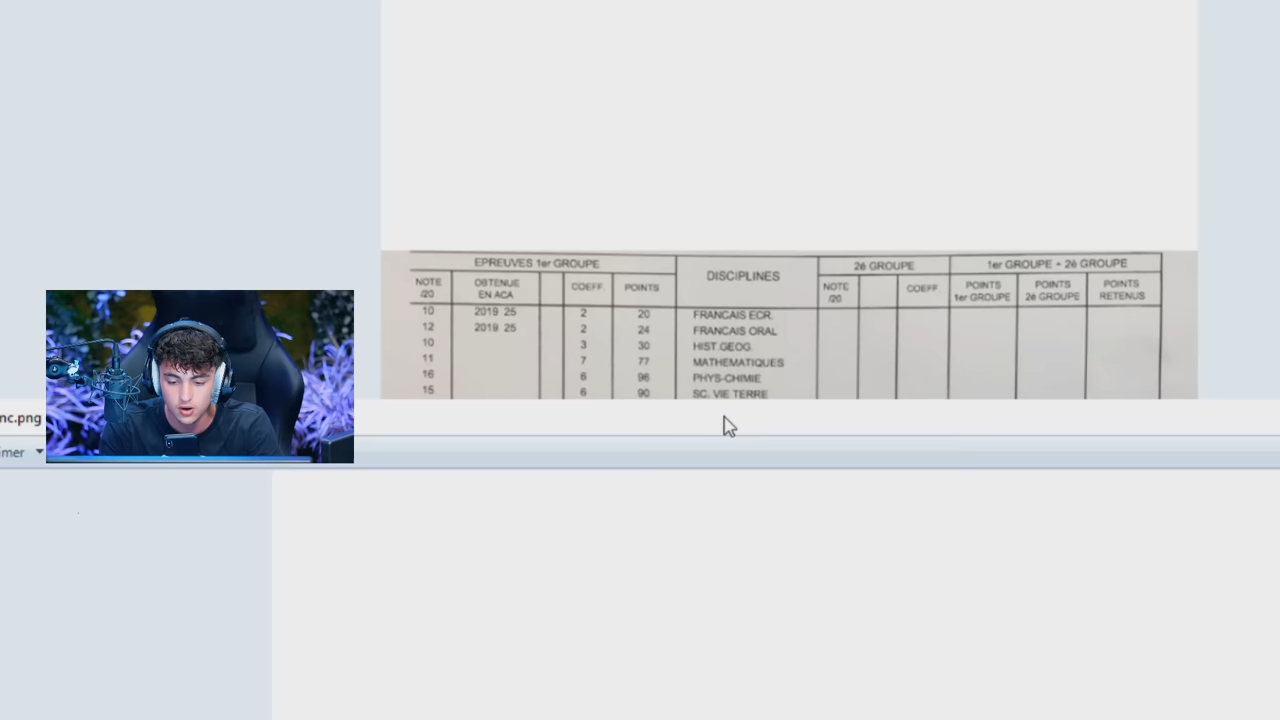 EPREUVES 1er GROUPE DISCIPLINES 2è GROUPE 1er GROUPE - 2è GROUPE
NOTE /20 OBTENUE EN ACA COEFF. POINTS NOTE /20 COEFF POINTS 1er GROUPE POINTS 2è GROUPE POINTS RETENUS
10 2019 25 2 20 FRANCAIS ECR.
12 2019 25 2 24 FRANCAIS ORAL
10 3 30 HIST.GEOG.
11 7 77 MATHEMATIQUES
16 6 96 PHYS-CHIMIE
15 6 90 SC. VIE TERRE
nc.png
imer